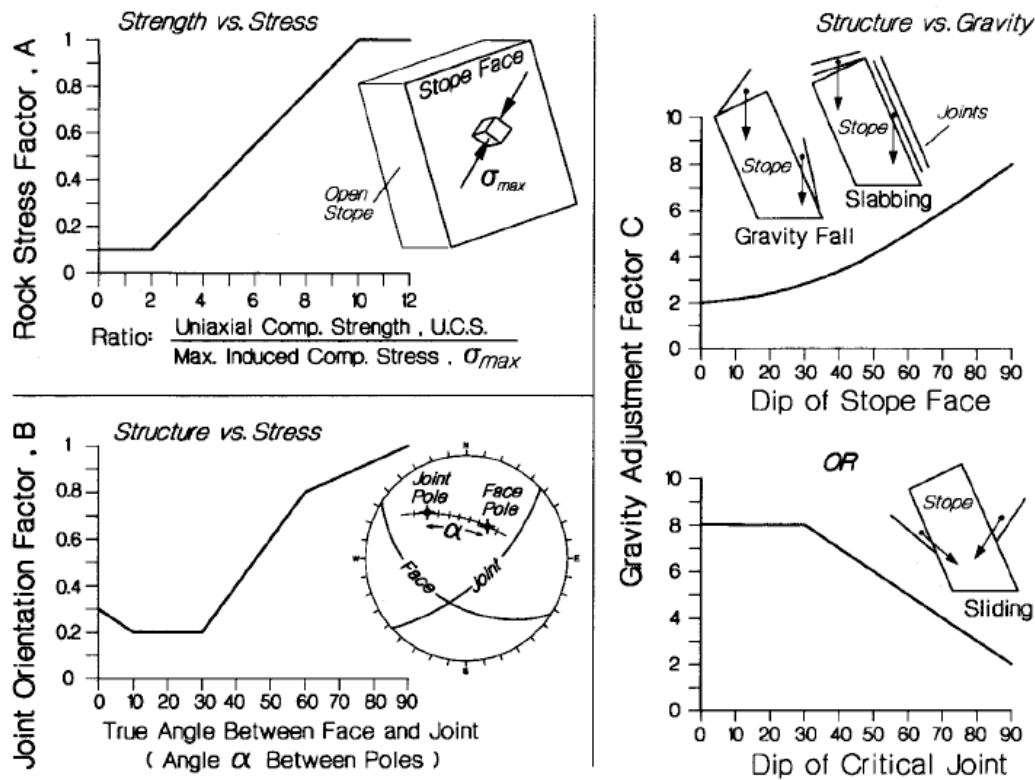 Strength vs. Stress
Rock Stress Factor , A
1
0.8
0.6
0.4
0.2
0
0 2 4 6 8 10 12
Stope Face
σmax
Open
Stope
Ratio: Uniaxial Comp. Strength , U.C.S.
Max. Induced Comp. Stress , σmax
Structure vs. Stress
Joint Orientation Factor , B
1
0.8
0.6
0.4
0.2
0
0 10 20 30 60 70 80 90
N
Joint
Pole
Face
Pole
α
W
E
Face
Joint
S
True Angle Between Face and Joint
( Angle α Between Poles )
Structure vs. Gravity
Gravity Adjustment Factor C
10
8
6
4
2
0
0 10 20 30 40 50 60 70 80 90
Stope
Stope
Joints
Slabbing
Gravity Fall
Dip of Stope Face
OR
10
8
6
4
2
0
0 10 20 30 40 50 60 70 80 90
Stope
Sliding
Dip of Critical Joint